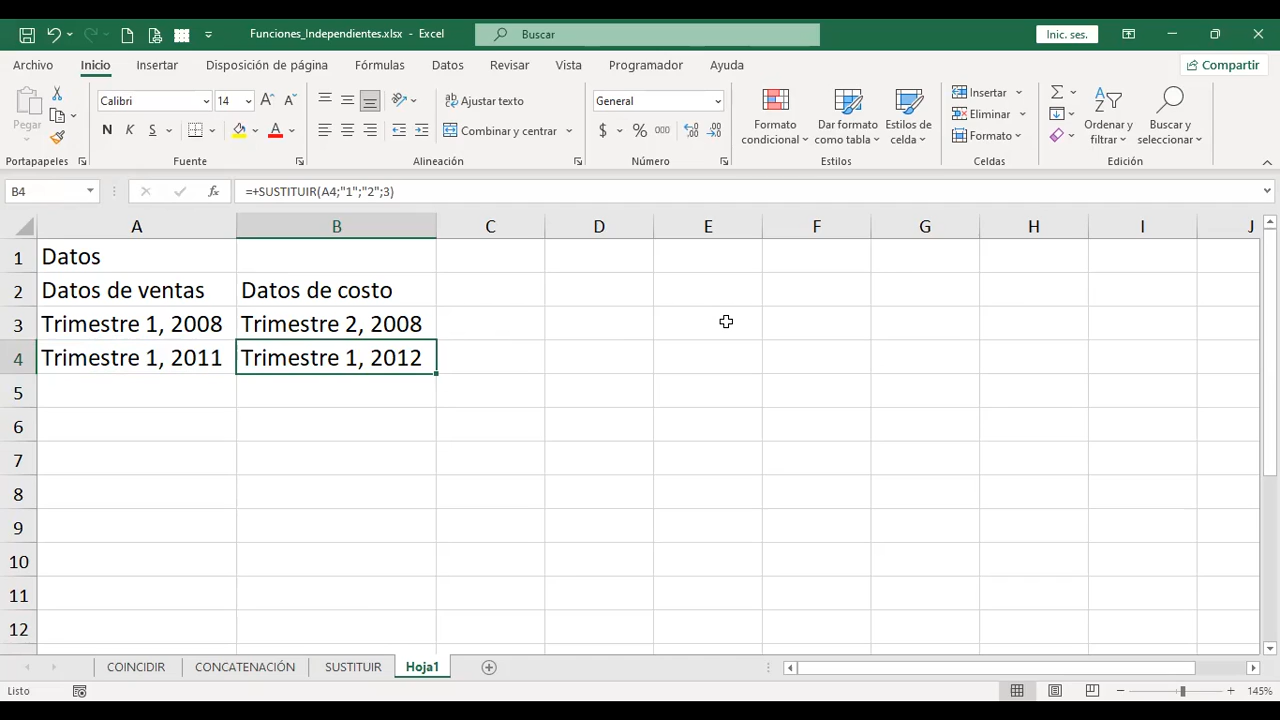 Funciones_Independientes.xlsx - Excel
Buscar
Inic. ses.
Archivo Inicio Insertar Disposición de página Fórmulas Datos Revisar Vista Programador Ayuda Compartir
Pegar
Calibri 14
N K S
A A
ab Ajustar texto
Combinar y centrar
General
$ % 000
Formato condicional
Dar formato como tabla
Estilos de celda
Insertar
Eliminar
Formato
Ordenar y filtrar
Buscar y seleccionar
Portapapeles Fuente Alineación Número Estilos Celdas Edición
B4 fx =+SUSTITUIR(A4;"1";"2";3)
A B C D E F G H I J
1 Datos
2 Datos de ventas Datos de costo
3 Trimestre 1, 2008 Trimestre 2, 2008
4 Trimestre 1, 2011 Trimestre 1, 2012
5
6
7
8
9
10
11
12
COINCIDIR CONCATENACIÓN SUSTITUIR Hoja1
Listo 145%